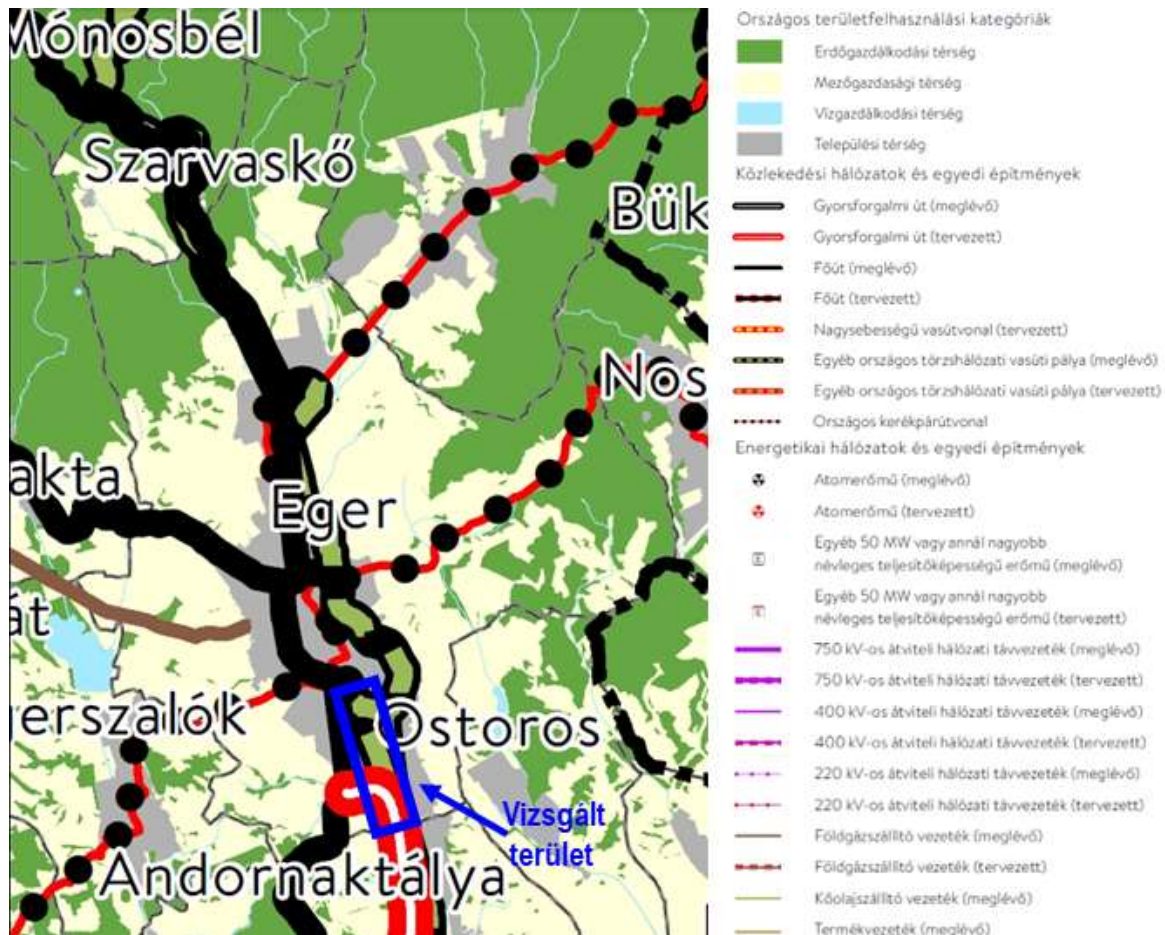 Mónosbél
Szarvaskő
Bük
Nos
akta
Eger
át
gerszalók
Ostoros
Vizsgált
terület
Andornaktálya
Országos területfelhasználási kategóriák
Erdőgazdálkodási térség
Mezőgazdasági térség
Vízgazdálkodási térség
Települési térség
Közlekedési hálózatok és egyedi építmények
Gyorsforgalmi út (meglévő)
Gyorsforgalmi út (tervezett)
Főút (meglévő)
Főút (tervezett)
Nagysebességű vasútvonal (tervezett)
Egyéb országos törzshálózati vasúti pálya (meglévő)
Egyéb országos törzshálózati vasúti pálya (tervezett)
Országos kerékpárútvonal
Energetikai hálózatok és egyedi építmények
Atomerőmű (meglévő)
Atomerőmű (tervezett)
Egyéb 50 MW vagy annál nagyobb
névleges teljesítőképességű erőmű (meglévő)
Egyéb 50 MW vagy annál nagyobb
névleges teljesítőképességű erőmű (tervezett)
750 kV-os átviteli hálózati távvezeték (meglévő)
750 kV-os átviteli hálózati távvezeték (tervezett)
400 kV-os átviteli hálózati távvezeték (meglévő)
400 kV-os átviteli hálózati távvezeték (tervezett)
220 kV-os átviteli hálózati távvezeték (meglévő)
220 kV-os átviteli hálózati távvezeték (tervezett)
Földgázszállító vezeték (meglévő)
Földgázszállító vezeték (tervezett)
Kőolajszállító vezeték (meglévő)
Termékvezeték (meglévő)